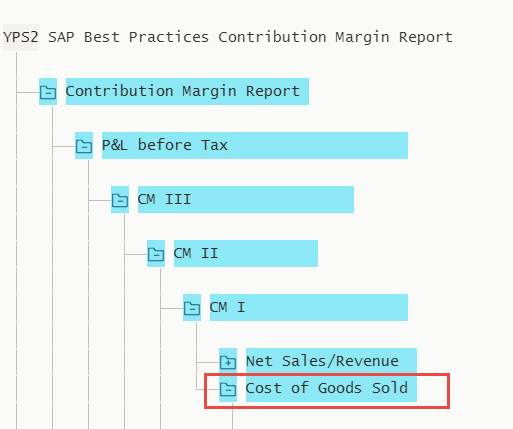 YPS2 SAP Best Practices Contribution Margin Report
Contribution Margin Report
P&L before Tax
CM III
CM II
CM I
Net Sales/Revenue
Cost of Goods Sold